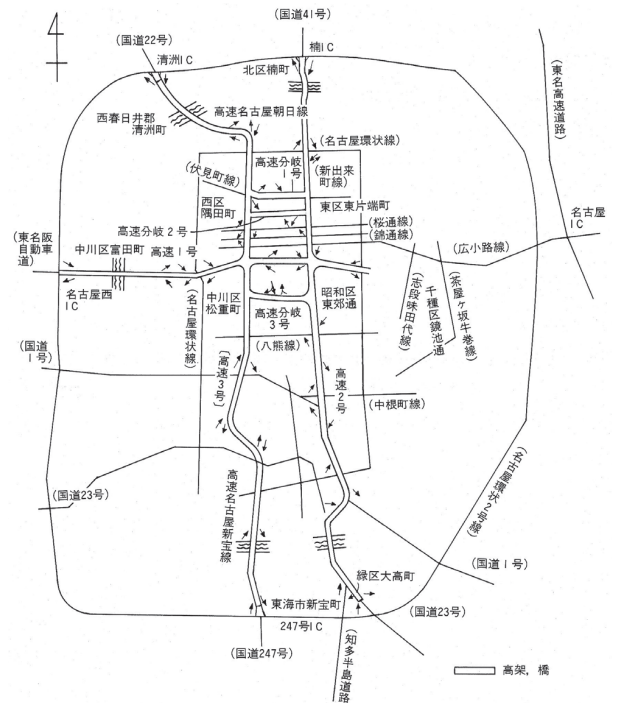 (国道41号)
(国道22号)
清洲IC
楠IC
北区楠町
西春日井郡
清洲町
高速名古屋朝日線
(東名高速道路)
(名古屋環状線)
(伏見町線)
高速分岐
1号
(新出来
町線)
西区
隅田町
東区東片端町
高速分岐2号
(桜通線)
(錦通線)
名古屋
IC
(東名阪
自動車
道)
中川区富田町
高速1号
(広小路線)
名古屋西
IC
(名古屋環状線)
中川区
松重町
昭和区
東郊通
高速分岐
3号
(志段味田代線)
千種区鏡池通
(茶屋ヶ坂牛巻線)
(国道
1号)
(八熊線)
〔高速3号〕
高速2号
(中根町線)
(国道23号)
高速名古屋新宝線
(名古屋環状2号線)
(国道1号)
緑区大高町
東海市新宝町
(国道23号)
247号IC
(国道247号)
(知多半島道路)
高架，橋